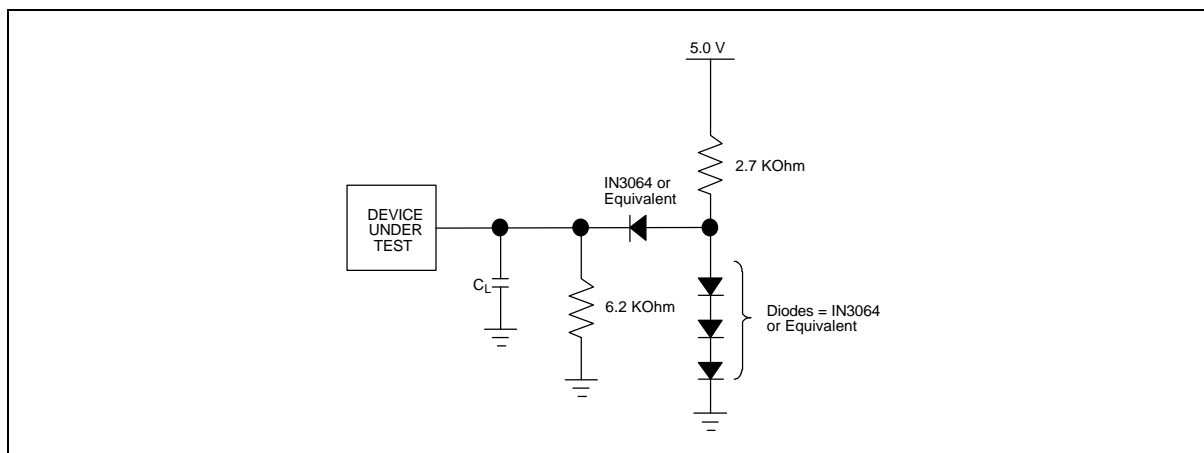 5.0 V
2.7 KOhm
IN3064 or
Equivalent
DEVICE
UNDER
TEST
CL
6.2 KOhm
Diodes = IN3064
or Equivalent